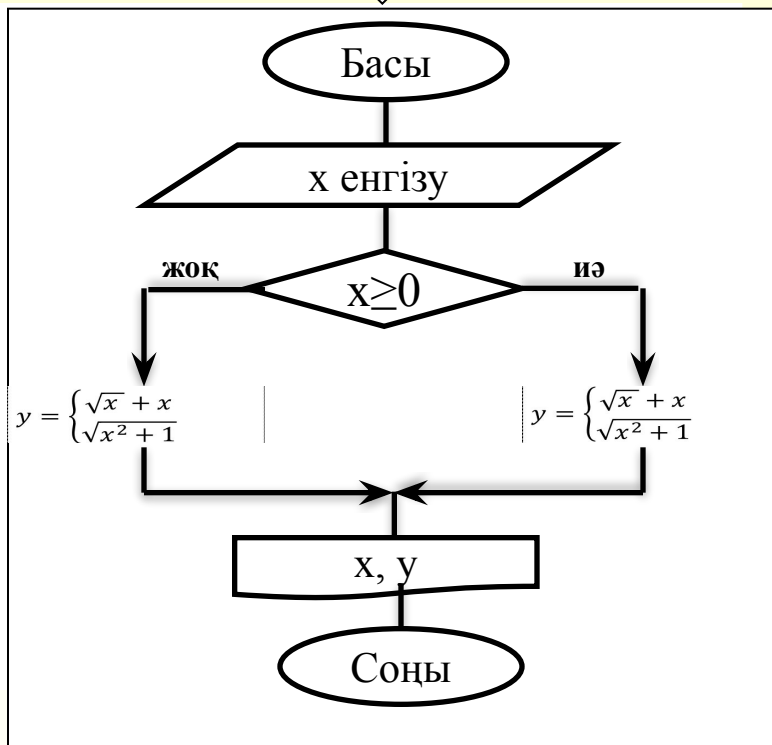 Басы
х енгізу
жоқ
иә
x≥0
y = {√x + x
√x² + 1
y = {√x + x
√x² + 1
х, у
Соңы